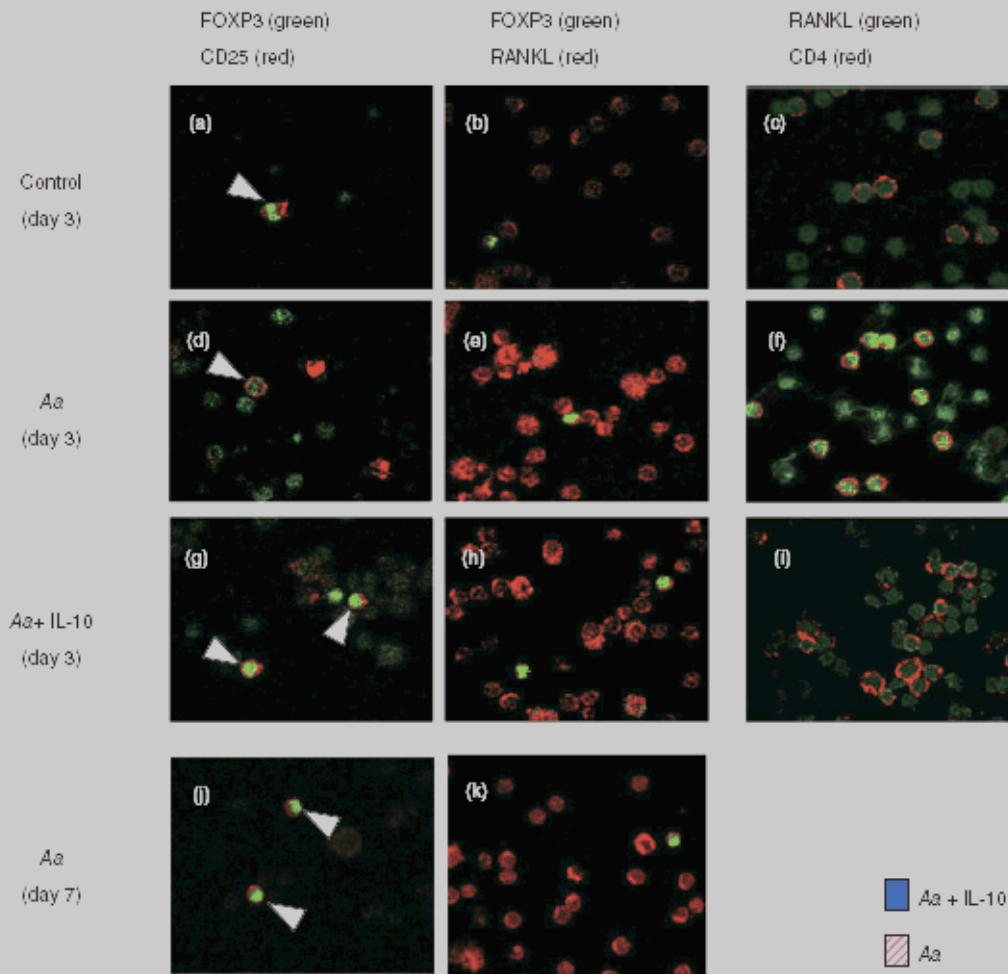 FOXP3 (green)
CD25 (red)
FOXP3 (green)
RANKL (red)
RANKL (green)
CD4 (red)
Control
(day 3)
(a)
(b)
(c)
Aa
(day 3)
(d)
(e)
(f)
Aa+ IL-10
(day 3)
(g)
(h)
(i)
Aa
(day 7)
(j)
(k)
Aa + IL-10
Aa